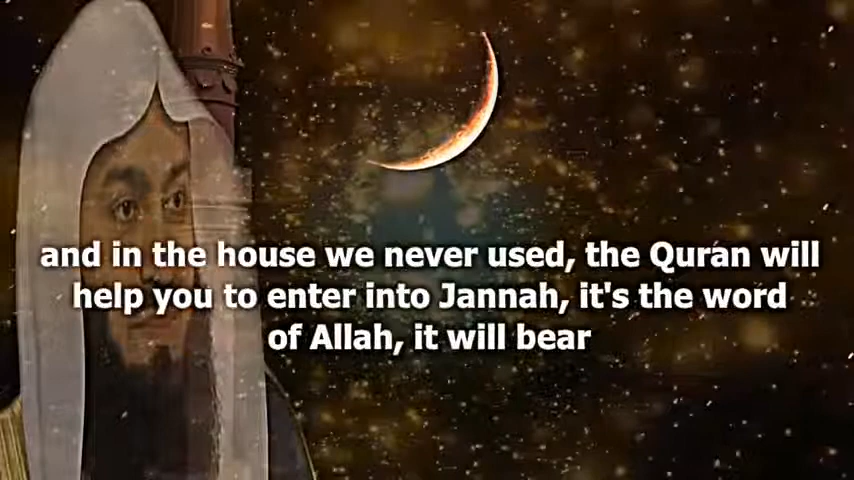 and in the house we never used, the Quran will
help you to enter into Jannah, it's the word
of Allah, it will bear